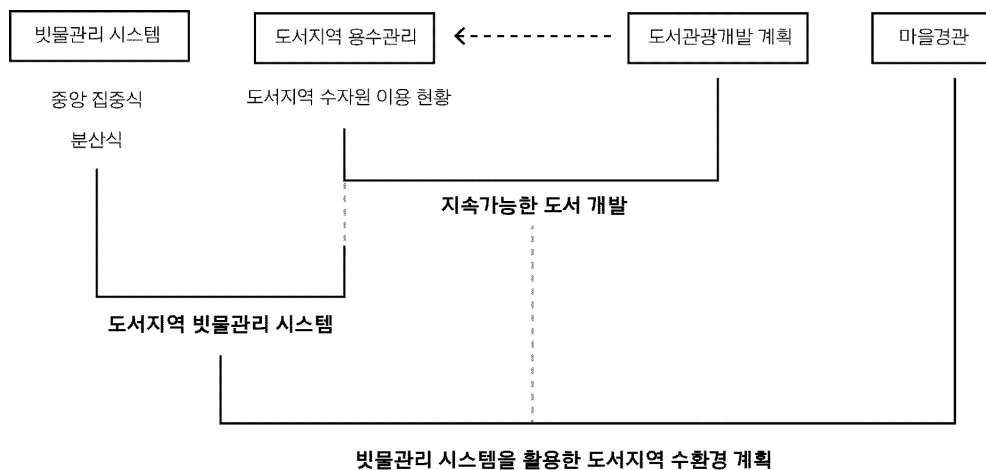 빗물관리 시스템
도서지역 용수관리
도서관광개발 계획
마을경관
중앙 집중식
도서지역 수자원 이용 현황
분산식
지속가능한 도서 개발
도서지역 빗물관리 시스템
빗물관리 시스템을 활용한 도서지역 수환경 계획